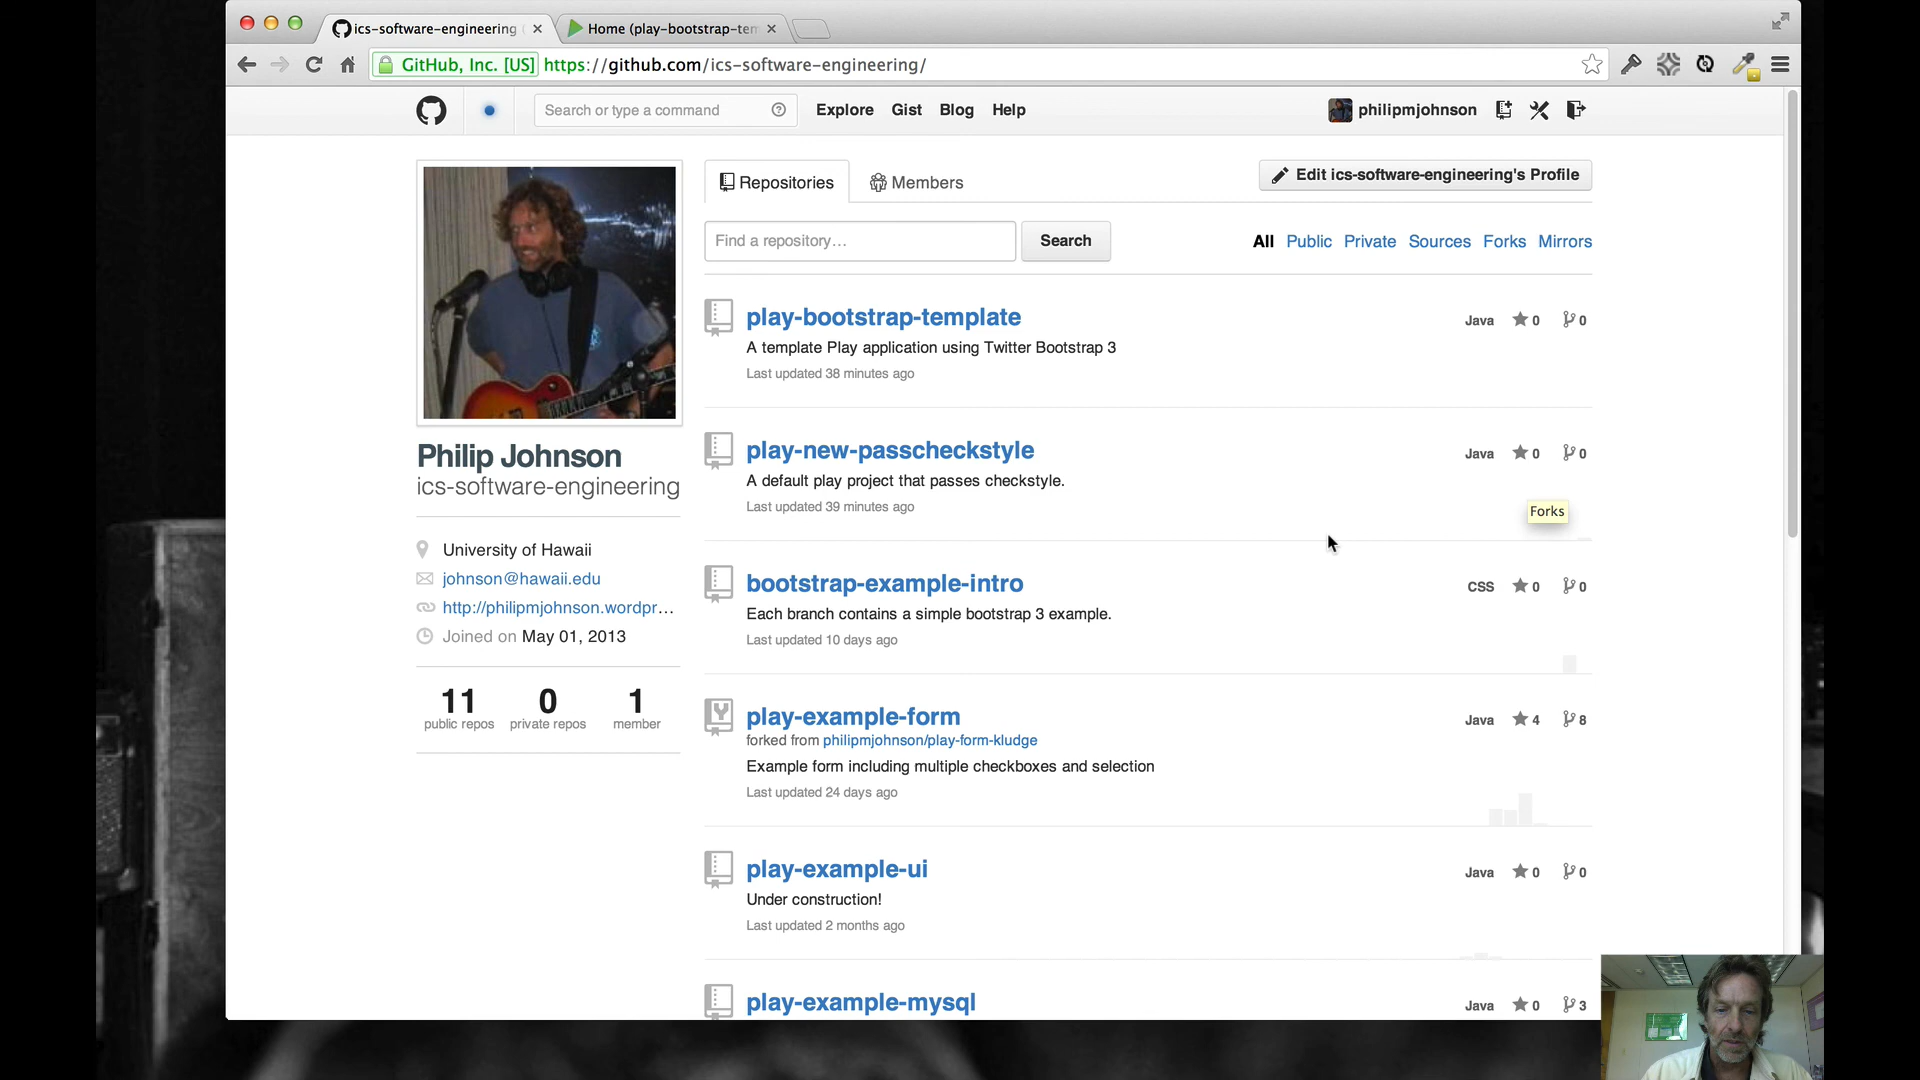 ics-software-engineering
Home (play-bootstrap-tem
GitHub, Inc. [US] https://github.com/ics-software-engineering/
Search or type a command
Explore Gist Blog Help
philipmjohnson
Repositories
Members
Edit ics-software-engineering's Profile
Find a repository…
Search
All Public Private Sources Forks Mirrors
Philip Johnson
ics-software-engineering
University of Hawaii
johnson@hawaii.edu
http://philipmjohnson.wordpr…
Joined on May 01, 2013
11 0 1
public repos private repos member
play-bootstrap-template
Java 0 0
A template Play application using Twitter Bootstrap 3
Last updated 38 minutes ago
play-new-passcheckstyle
Java 0 0
A default play project that passes checkstyle.
Last updated 39 minutes ago
Forks
bootstrap-example-intro
CSS 0 0
Each branch contains a simple bootstrap 3 example.
Last updated 10 days ago
play-example-form
Java 4 8
forked from philipmjohnson/play-form-kludge
Example form including multiple checkboxes and selection
Last updated 24 days ago
play-example-ui
Java 0 0
Under construction!
Last updated 2 months ago
play-example-mysql
Java 0 3